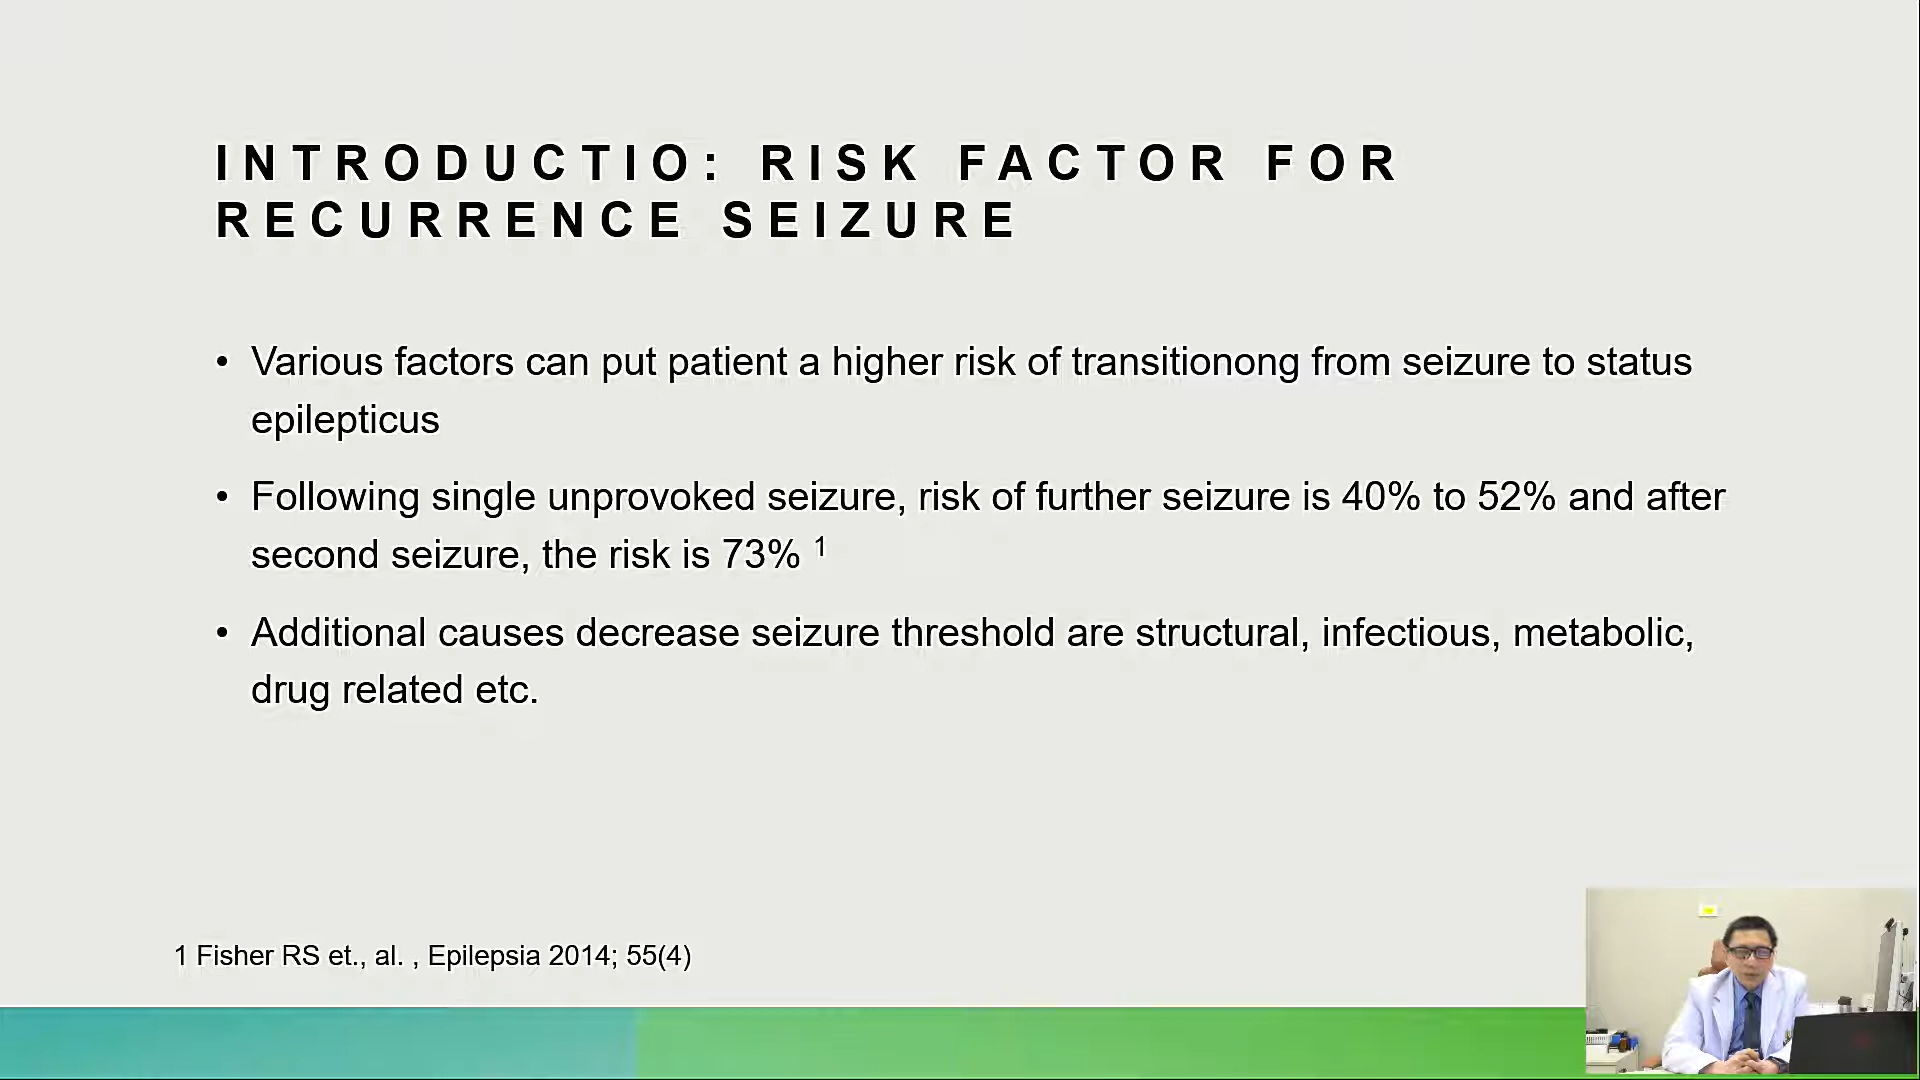 INTRODUCTIO: RISK FACTOR FOR
RECURRENCE SEIZURE
• Various factors can put patient a higher risk of transitionong from seizure to status
epilepticus
• Following single unprovoked seizure, risk of further seizure is 40% to 52% and after
second seizure, the risk is 73% 1
• Additional causes decrease seizure threshold are structural, infectious, metabolic,
drug related etc.
1 Fisher RS et., al. , Epilepsia 2014; 55(4)